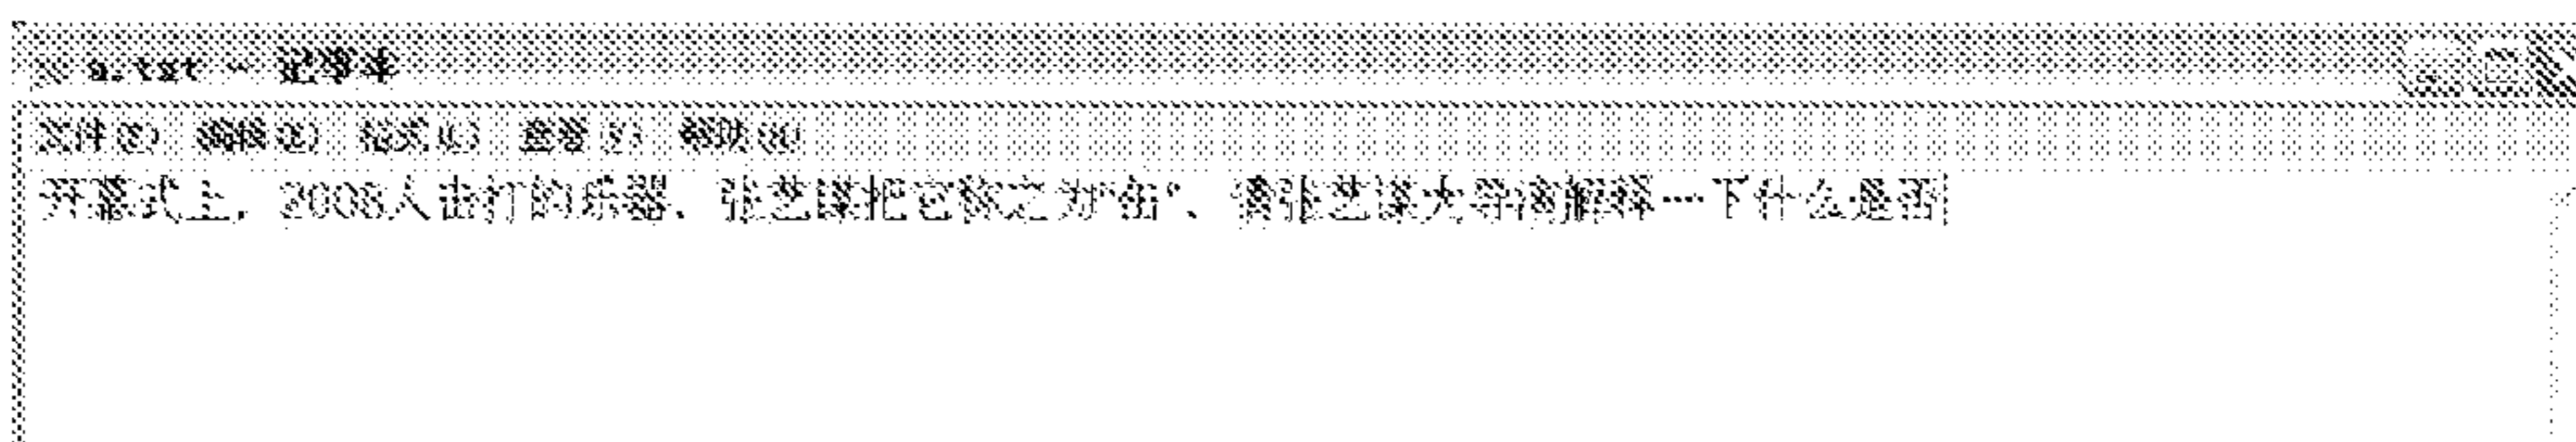 a.txt - 记事本
文件(F) 编辑(E) 格式(O) 查看(V) 帮助(H)
开幕式上，2008人击打的乐器，张艺谋把它称之为“缶”，请张艺谋大导演解释一下什么是否